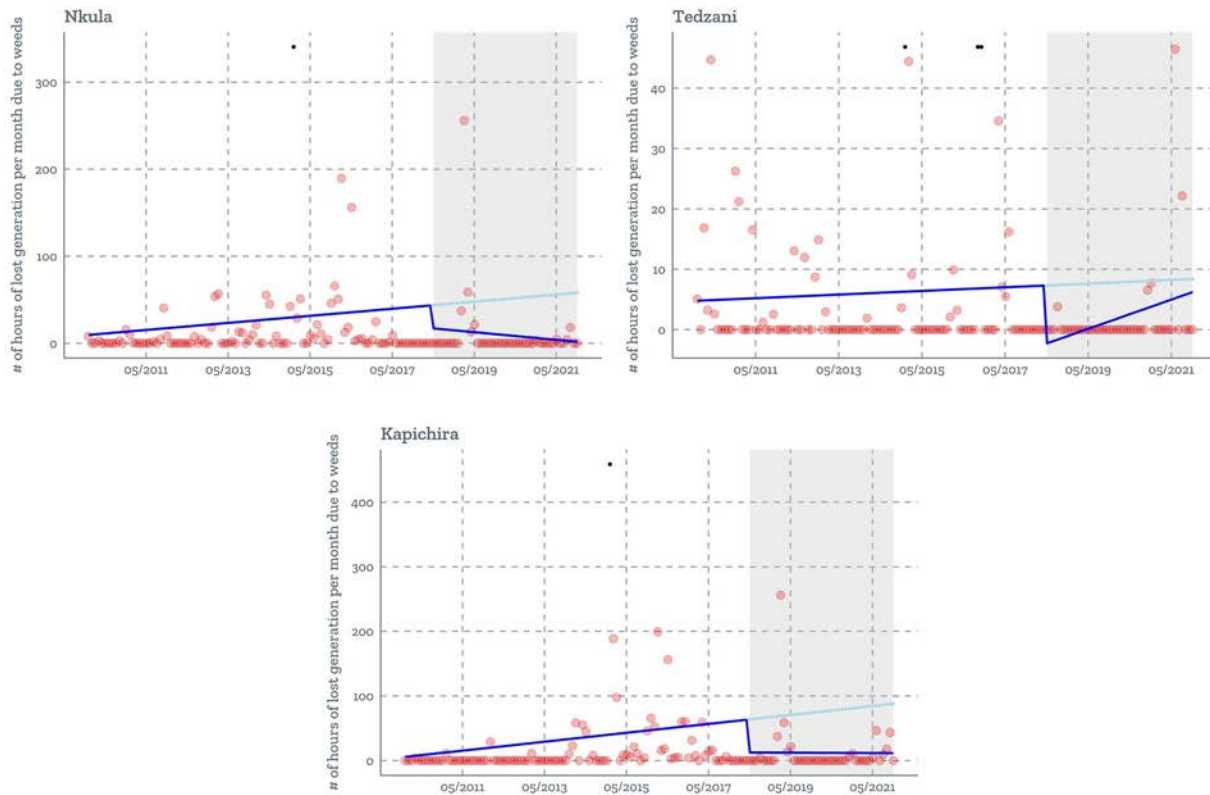 Nkula
# of hours of lost generation per month due to weeds
300
200
100
0
05/2011 05/2013 05/2015 05/2017 05/2019 05/2021
Tedzani
# of hours of lost generation per month due to weeds
40
30
20
10
0
05/2011 05/2013 05/2015 05/2017 05/2019 05/2021
Kapichira
# of hours of lost generation per month due to weeds
400
300
200
100
0
05/2011 05/2013 05/2015 05/2017 05/2019 05/2021